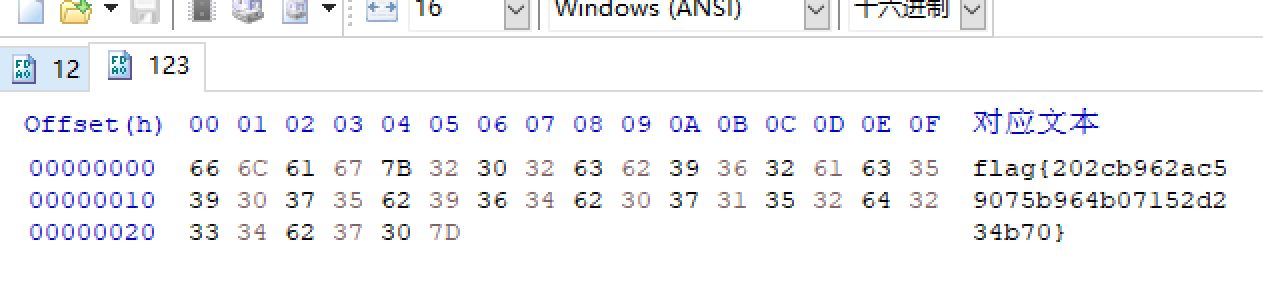 16 Windows (ANSI) 十六进制
12 123
Offset(h) 00 01 02 03 04 05 06 07 08 09 0A 0B 0C 0D 0E 0F 对应文本
00000000 66 6C 61 67 7B 32 30 32 63 62 39 36 32 61 63 35 flag{202cb962ac5
00000010 39 30 37 35 62 39 36 34 62 30 37 31 35 32 64 32 9075b964b07152d2
00000020 33 34 62 37 30 7D 34b70}